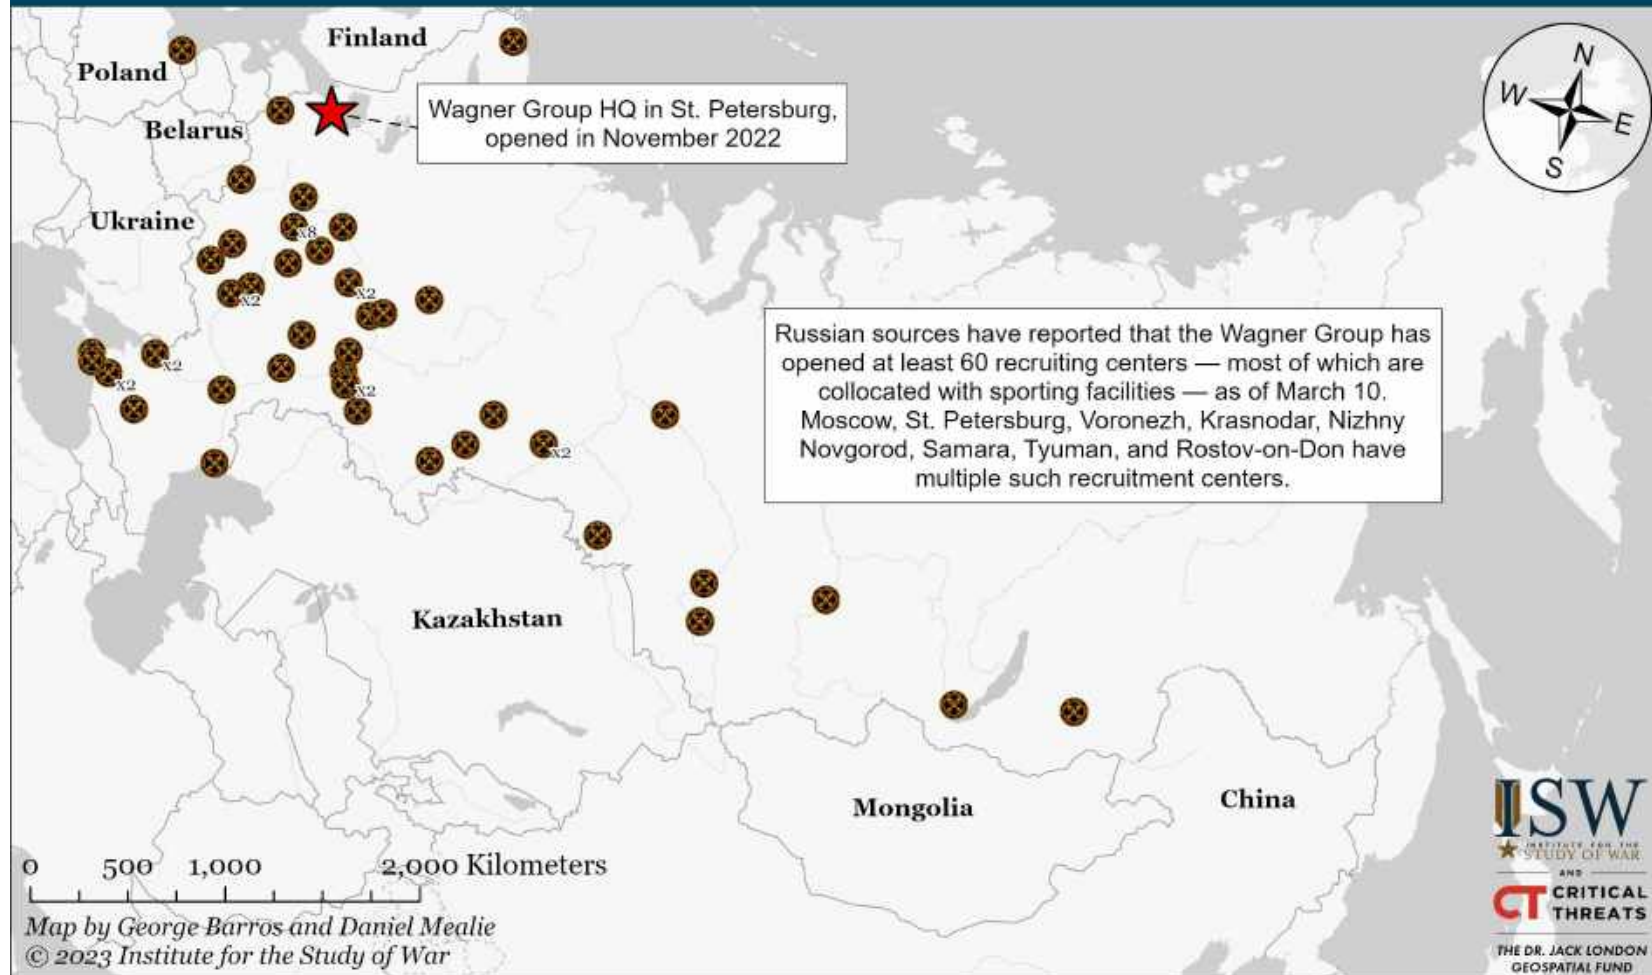 Finland
Poland
Wagner Group HQ in St. Petersburg,
opened in November 2022
Belarus
Ukraine
x8
x2
x2
x2
x2
x2
x2
N
W
E
S
Russian sources have reported that the Wagner Group has
opened at least 60 recruiting centers — most of which are
collocated with sporting facilities — as of March 10.
Moscow, St. Petersburg, Voronezh, Krasnodar, Nizhny
Novgorod, Samara, Tyuman, and Rostov-on-Don have
multiple such recruitment centers.
Kazakhstan
Mongolia
China
0 500 1,000 2,000 Kilometers
Map by George Barros and Daniel Mealie
© 2023 Institute for the Study of War
ISW
INSTITUTE FOR THE
STUDY OF WAR
AND
CT CRITICAL
THREATS
THE DR. JACK LONDON
GEOSPATIAL FUND